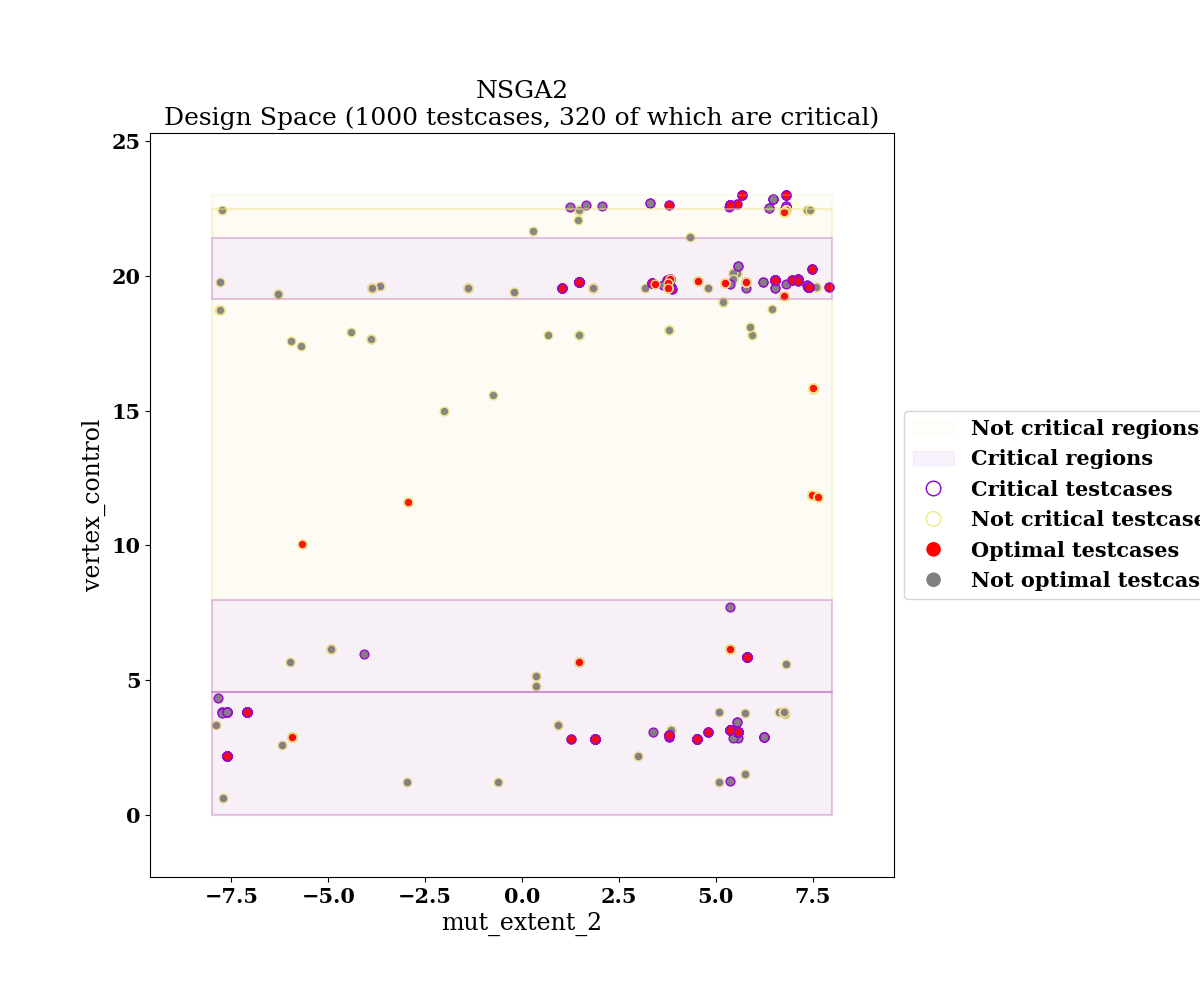 NSGA2
Design Space (1000 testcases, 320 of which are critical)
25
20
15
10
5
0
vertex_control
−7.5
−5.0
−2.5
0.0
2.5
5.0
7.5
mut_extent_2
Not critical regions
Critical regions
Critical testcases
Not critical testcase
Optimal testcases
Not optimal testcas